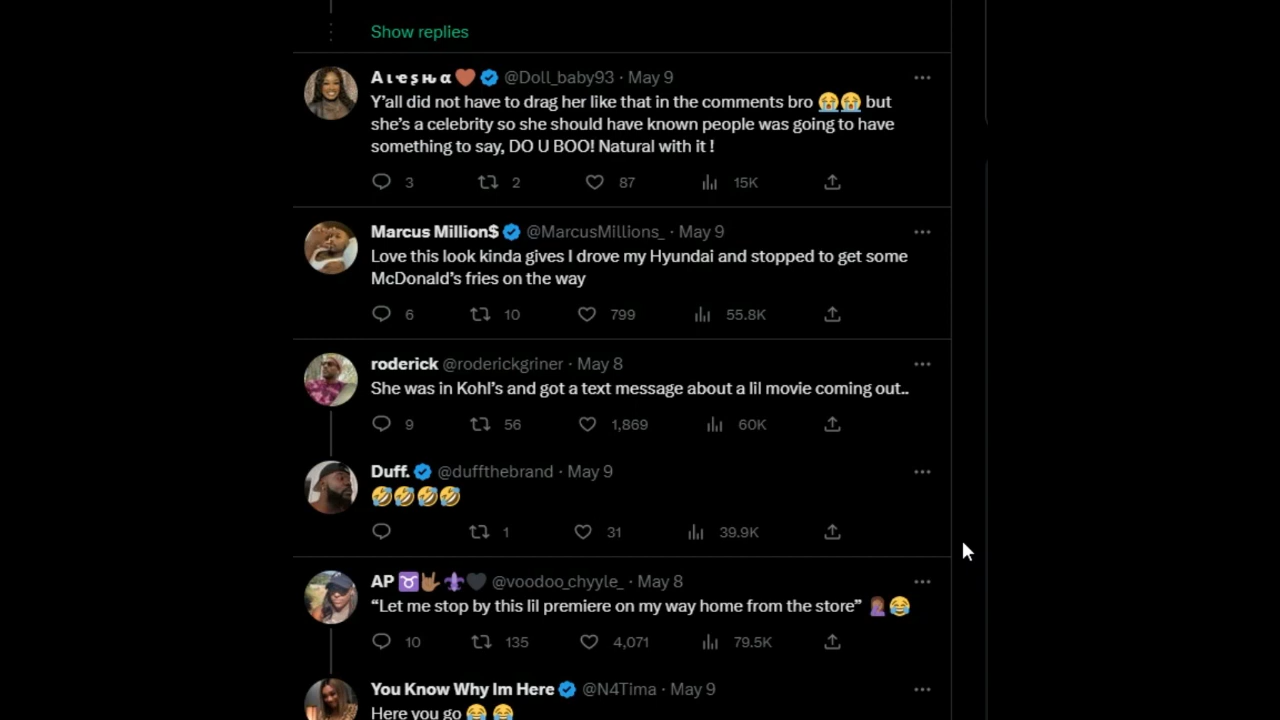 Show replies
Aιҽʂԋα🤎 @Doll_baby93 · May 9
Y’all did not have to drag her like that in the comments bro 😭😭 but
she’s a celebrity so she should have known people was going to have
something to say, DO U BOO! Natural with it !
3 2 87 15K
Marcus Million$ @MarcusMillions_ · May 9
Love this look kinda gives I drove my Hyundai and stopped to get some
McDonald’s fries on the way
6 10 799 55.8K
roderick @roderickgriner · May 8
She was in Kohl’s and got a text message about a lil movie coming out..
9 56 1,869 60K
Duff. @duffthebrand · May 9
🤣🤣🤣🤣
1 31 39.9K
AP ♉🤟🏾⚜🖤 @voodoo_chyyle_ · May 8
“Let me stop by this lil premiere on my way home from the store” 🤦🏾‍♀️😂
10 135 4,071 79.5K
You Know Why Im Here @N4Tima · May 9
Here you go 😂 😂